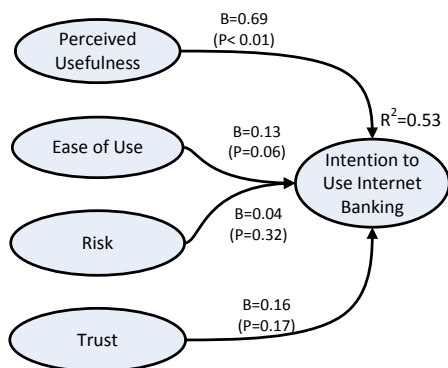 Perceived
Usefulness
B=0.69
(P< 0.01)
R²=0.53
Ease of Use
B=0.13
(P=0.06)
Intention to
Use Internet
Banking
Risk
B=0.04
(P=0.32)
Trust
B=0.16
(P=0.17)